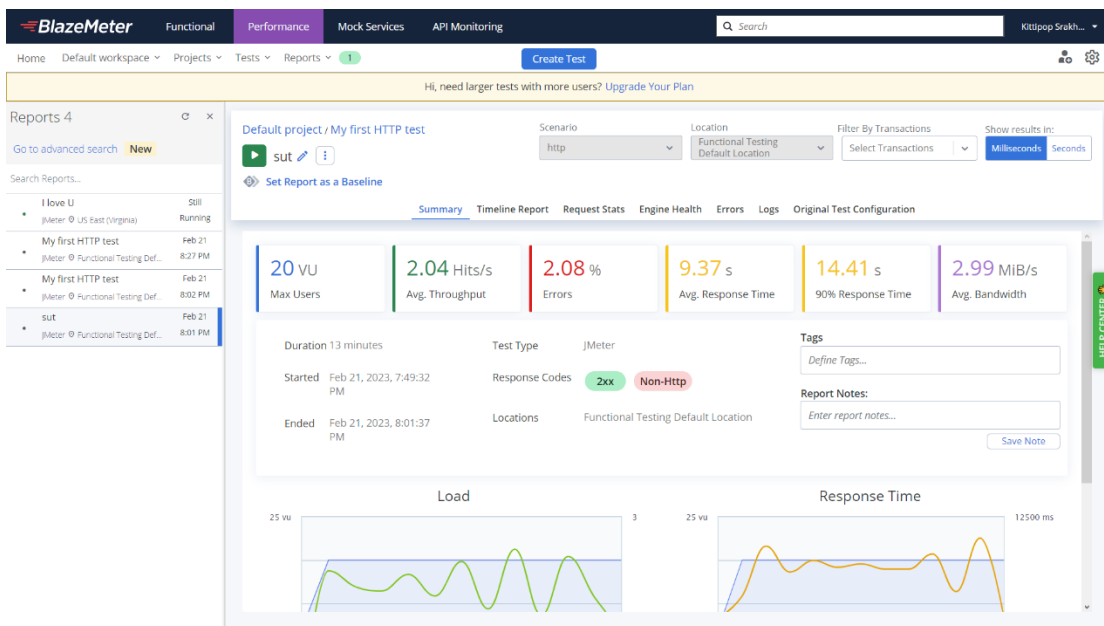 BlazeMeter Functional Performance Mock Services API Monitoring Search Kittipop Srakh...
Home Default workspace Projects Tests Reports 1 Create Test
Hi, need larger tests with more users? Upgrade Your Plan
Reports 4
Go to advanced search New
Search Reports...
I love U Still Running
JMeter US East (Virginia)
My first HTTP test Feb 21
JMeter Functional Testing Def... 8:27 PM
My first HTTP test Feb 21
JMeter Functional Testing Def... 8:02 PM
sut Feb 21
JMeter Functional Testing Def... 8:01 PM
Default project / My first HTTP test
sut
Set Report as a Baseline
Scenario
http
Location
Functional Testing
Default Location
Filter By Transactions
Select Transactions
Show results in:
Milliseconds Seconds
Summary Timeline Report Request Stats Engine Health Errors Logs Original Test Configuration
20 VU
Max Users
2.04 Hits/s
Avg. Throughput
2.08 %
Errors
9.37 s
Avg. Response Time
14.41 s
90% Response Time
2.99 MiB/s
Avg. Bandwidth
Duration 13 minutes
Started Feb 21, 2023, 7:49:32
PM
Ended Feb 21, 2023, 8:01:37
PM
Test Type JMeter
Response Codes 2xx Non-Http
Locations Functional Testing Default Location
Tags
Define Tags...
Report Notes:
Enter report notes...
Save Note
HELP CENTER
Load
25 vu 3
Response Time
25 vu 12500 ms